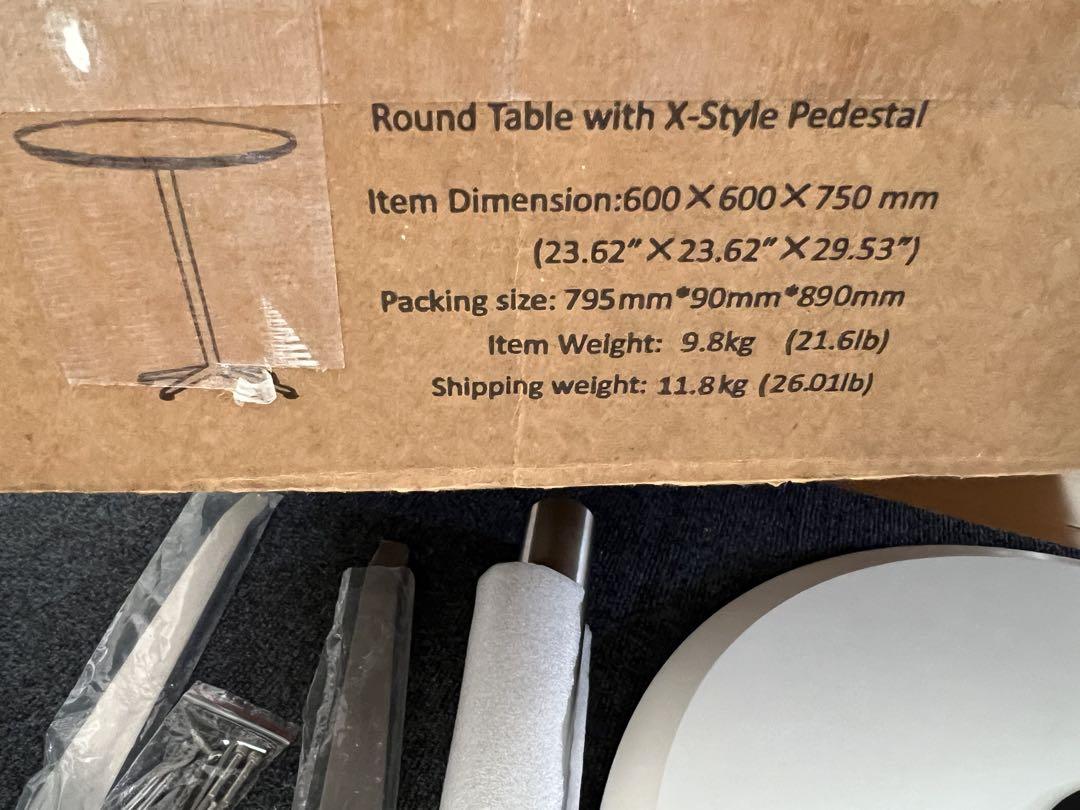 Round Table with X-Style Pedestal
Item Dimension:600×600×750 mm
(23.62"×23.62"×29.53")
Packing size: 795mm*90mm*890mm
Item Weight: 9.8kg (21.6lb)
Shipping weight: 11.8kg (26.01lb)